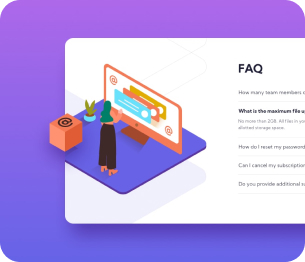 FAQ
How many team members
What is the maximum file
No more than 2GB. All files in
allotted storage space.
How do I reset my password
Can I cancel my subscription
Do you provide additional